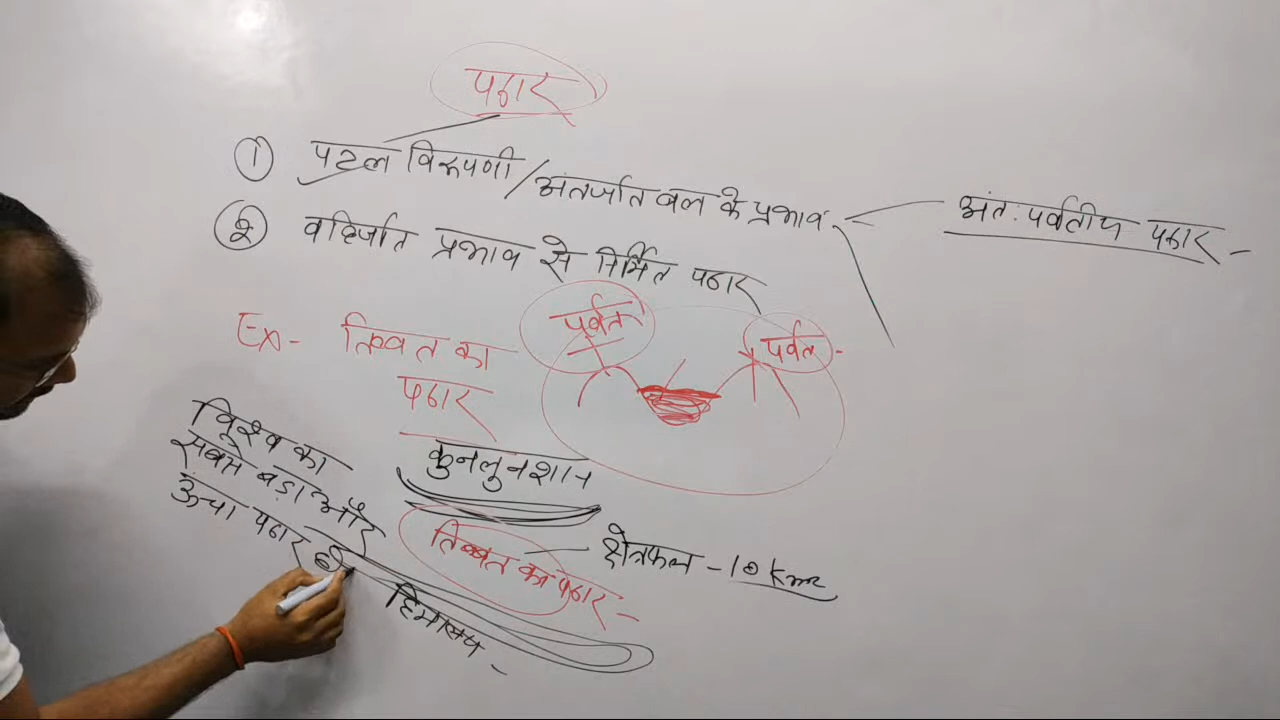 पठार
① पटल विरूपणी/अंतर्जात बल के प्रभाव
अंतः पर्वतीय पठार -
② वहिर्जात प्रभाव से निर्मित पठार
पर्वत
पर्वत -
Ex- तिब्बत का
पठार
कुनलुनशान
विश्व का
सबसे बड़ा और
ऊंचा पठार है
तिब्बत का पठार -
क्षेत्रफल - 10 km²
हिमालय -